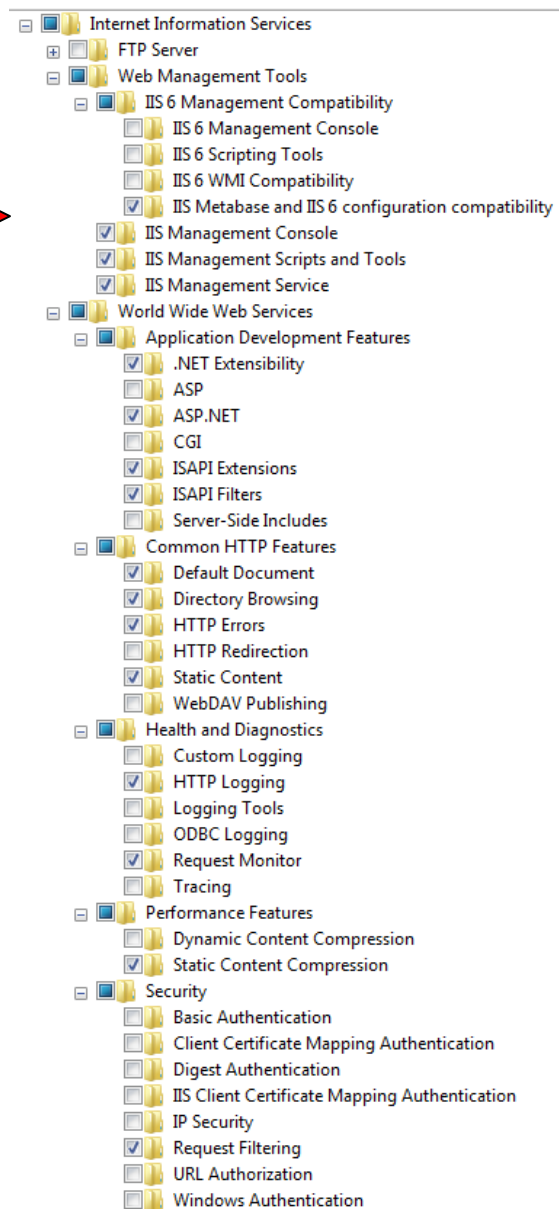 Internet Information Services
FTP Server
Web Management Tools
IIS 6 Management Compatibility
IIS 6 Management Console
IIS 6 Scripting Tools
IIS 6 WMI Compatibility
IIS Metabase and IIS 6 configuration compatibility
IIS Management Console
IIS Management Scripts and Tools
IIS Management Service
World Wide Web Services
Application Development Features
.NET Extensibility
ASP
ASP.NET
CGI
ISAPI Extensions
ISAPI Filters
Server-Side Includes
Common HTTP Features
Default Document
Directory Browsing
HTTP Errors
HTTP Redirection
Static Content
WebDAV Publishing
Health and Diagnostics
Custom Logging
HTTP Logging
Logging Tools
ODBC Logging
Request Monitor
Tracing
Performance Features
Dynamic Content Compression
Static Content Compression
Security
Basic Authentication
Client Certificate Mapping Authentication
Digest Authentication
IIS Client Certificate Mapping Authentication
IP Security
Request Filtering
URL Authorization
Windows Authentication